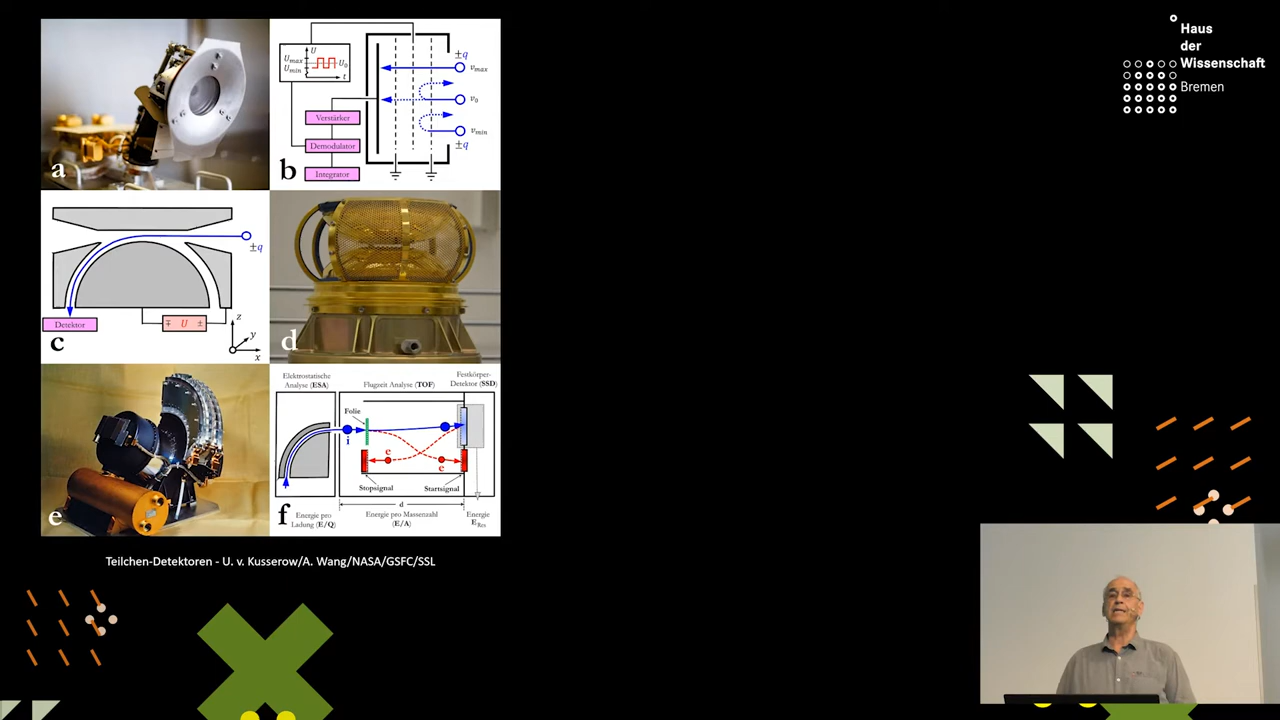 Haus
der
Wissenschaft
Bremen
a
U
Umax
Umin
U0
t
±q
vmax
v0
vmin
±q
Verstärker
Demodulator
Integrator
b
±q
Detektor
∓ U ±
z
y
x
c
d
e
Elektrostatische
Analyse (ESA)
Flugzeit Analyse (TOF)
Festkörper-
Detektor (SSD)
Folie
i
e
e
Stopsignal
Startsignal
d
f
Energie pro
Ladung (E/Q)
Energie pro Massenzahl
(E/A)
Energie
ERes
Teilchen-Detektoren - U. v. Kusserow/A. Wang/NASA/GSFC/SSL